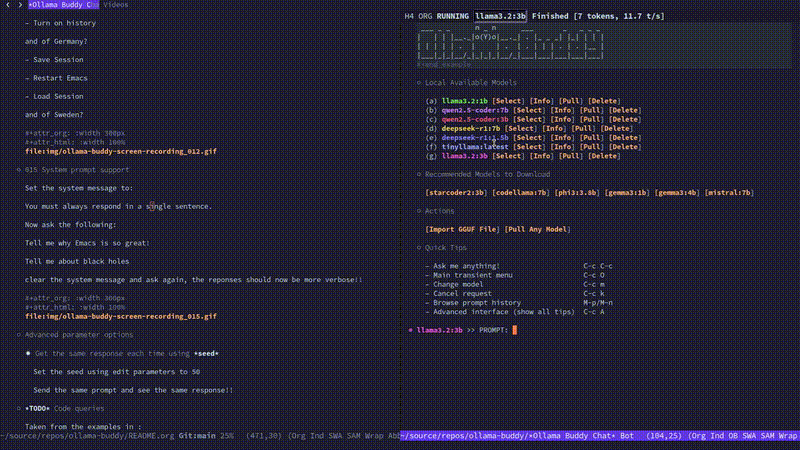 *Ollama Buddy C Videos
– Turn on history
and of Germany?
– Save Session
– Restart Emacs
– Load Session
and of Sweden?
#+attr_org: :width 300px
#+attr_html: :width 100%
file:img/ollama-buddy-screen-recording_012.gif
015 System prompt support
Set the system message to:
You must always respond in a single sentence.
Now ask the following:
Tell me why Emacs is so great!
Tell me about black holes
clear the system message and ask again, the reponses should now be more verbose!!
#+attr_org: :width 300px
#+attr_html: :width 100%
file:img/ollama-buddy-screen-recording_015.gif
Advanced parameter options
Get the same response each time using *seed*
Set the seed using edit parameters to 50
Send the same prompt and see the same response!!
*TODO* Code queries
Taken from the examples in :
~/source/repos/ollama-buddy/README.org Git:main 25% (471,30) (Org Ind SWA SAM Wrap
H4 ORG RUNNING llama3.2:3b Finished [7 tokens, 11.7 t/s]
#+end_example
Local Available Models
(a) llama3.2:1b [Select] [Info] [Pull] [Delete]
(b) qwen2.5-coder:7b [Select] [Info] [Pull] [Delete]
(c) qwen2.5-coder:3b [Select] [Info] [Pull] [Delete]
(d) deepseek-r1:7b [Select] [Info] [Pull] [Delete]
(e) deepseek-r1:1.5b [Select] [Info] [Pull] [Delete]
(f) tinyllama:latest [Select] [Info] [Pull] [Delete]
(g) llama3.2:3b [Select] [Info] [Pull] [Delete]
Recommended Models to Download
[starcoder2:3b] [codellama:7b] [phi3:3.8b] [gemma3:1b] [gemma3:4b] [mistral:7b]
Actions
[Import GGUF File] [Pull Any Model]
Quick Tips
– Ask me anything! C-c C-c
– Main transient menu C-c O
– Change model C-c m
– Cancel request C-c k
– Browse prompt history M-p/M-n
– Advanced interface (show all tips) C-c A
llama3.2:3b >> PROMPT:
~/source/repos/ollama-buddy/*Ollama Buddy Chat* Bot (104,25) (Org Ind OB SWA SAM Wrap